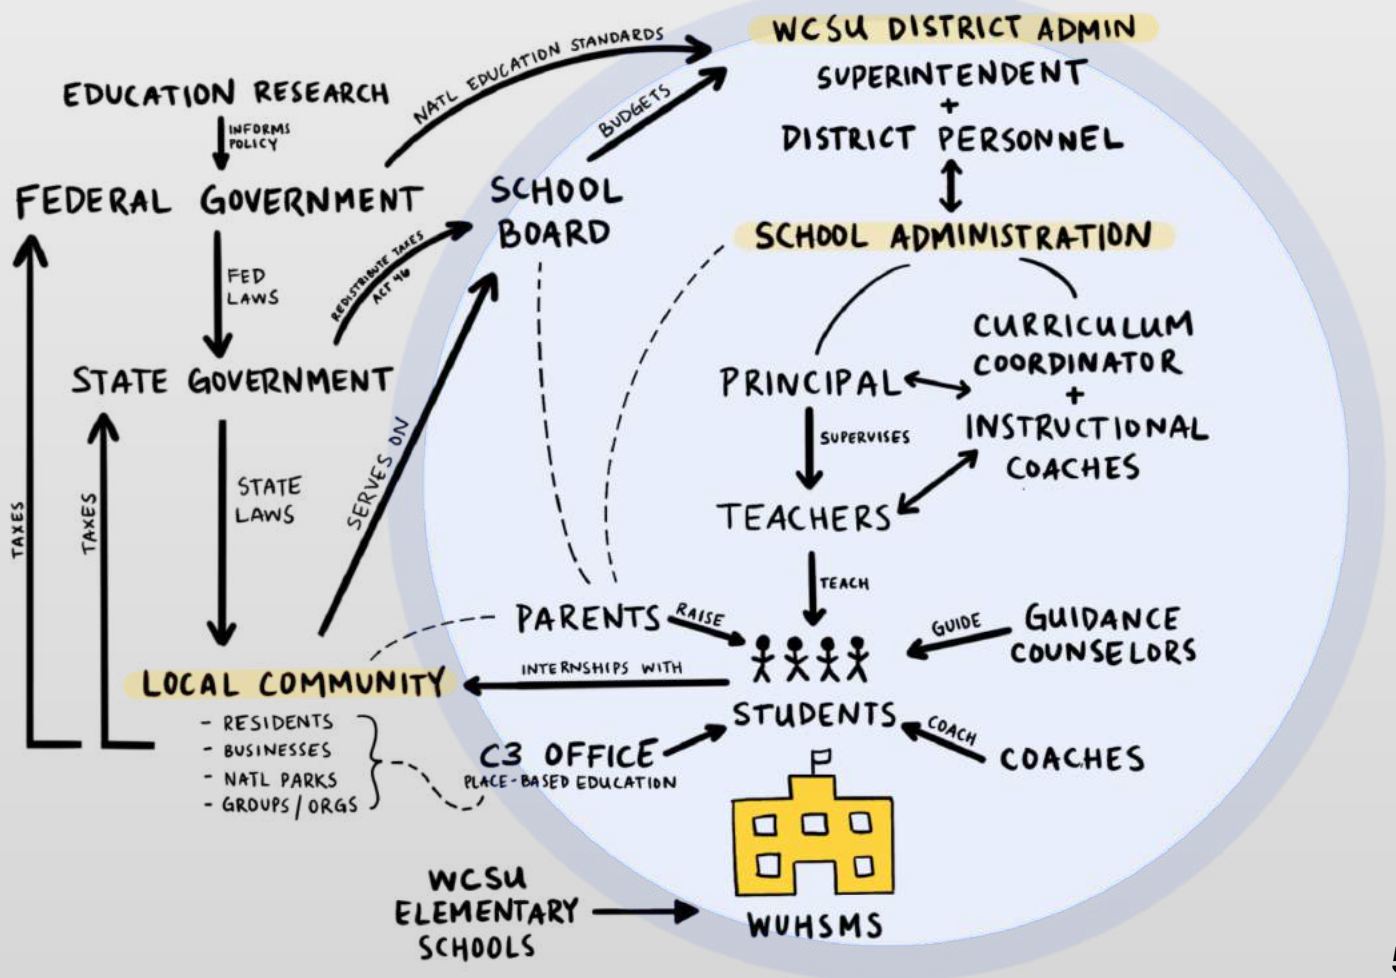 WCSU DISTRICT ADMIN
SUPERINTENDENT
+
DISTRICT PERSONNEL
NATL EDUCATION STANDARDS
EDUCATION RESEARCH
INFORMS
POLICY
BUDGETS
FEDERAL GOVERNMENT
SCHOOL
BOARD
SCHOOL ADMINISTRATION
FED
LAWS
REDISTRIBUTE TAXES
ACT 46
STATE GOVERNMENT
CURRICULUM
COORDINATOR
+
INSTRUCTIONAL
COACHES
PRINCIPAL
SUPERVISES
TEACHERS
TEACH
TAXES
TAXES
STATE
LAWS
SERVES ON
PARENTS
RAISE
GUIDE
GUIDANCE
COUNSELORS
LOCAL COMMUNITY
INTERNSHIPS WITH
- RESIDENTS
- BUSINESSES
- NATL PARKS
- GROUPS/ORGS
STUDENTS
C3 OFFICE
PLACE-BASED EDUCATION
COACH
COACHES
WCSU
ELEMENTARY
SCHOOLS
WUHSMS